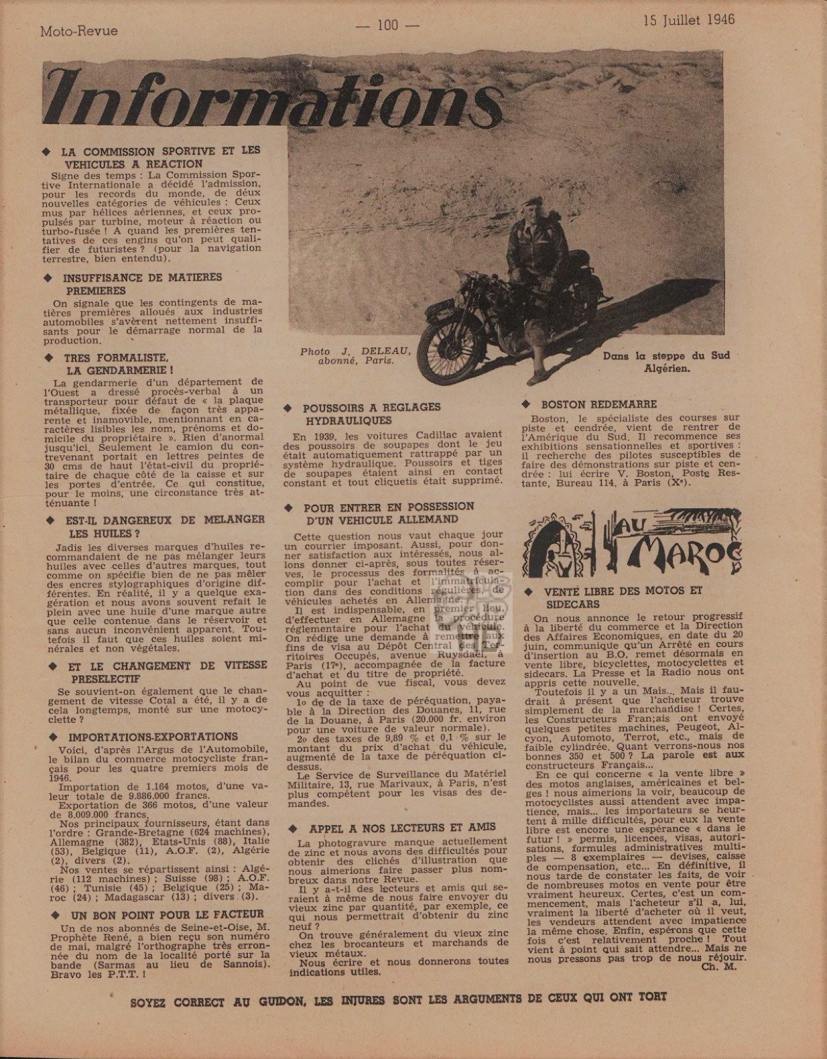 Moto-Revue
— 100 —
15 Juillet 1946
Informations
◆ LA COMMISSION SPORTIVE ET LES
VEHICULES A REACTION
Signe des temps : La Commission Spor-
tive Internationale a décidé l'admission,
pour les records du monde, de deux
nouvelles catégories de véhicules : Ceux
mus par hélices aériennes, et ceux pro-
pulsés par turbine, moteur à réaction ou
turbo-fusée ! A quand les premières ten-
tatives de ces engins qu'on peut quali-
fier de futuristes ? (pour la navigation
terrestre, bien entendu).
◆ INSUFFISANCE DE MATIERES
PREMIERES
On signale que les contingents de ma-
tières premières alloués aux industries
automobiles s'avèrent nettement insuffi-
sants pour le démarrage normal de la
production.
◆ TRES FORMALISTE,
LA GENDARMERIE !
La gendarmerie d'un département de
l'Ouest a dressé procès-verbal à un
transporteur pour défaut de « la plaque
métallique, fixée de façon très appa-
rente et inamovible, mentionnant en ca-
ractères lisibles les nom, prénoms et do-
micile du propriétaire ». Rien d'anormal
jusqu'ici. Seulement le camion du con-
trevenant portait en lettres peintes de
30 cms de haut l'état-civil du proprié-
taire de chaque côté de la caisse et sur
les portes d'entrée. Ce qui constitue,
pour le moins, une circonstance très at-
ténuante !
◆ EST-IL DANGEREUX DE MELANGER
LES HUILES ?
Jadis les diverses marques d'huiles re-
commandaient de ne pas mélanger leurs
huiles avec celles d'autres marques, tout
comme on spécifie bien de ne pas mêler
des encres stylographiques d'origine dif-
férentes. En réalité, il y a quelque exa-
gération et nous avons souvent refait le
plein avec une huile d'une marque autre
que celle contenue dans le réservoir et
sans aucun inconvénient apparent. Tou-
tefois il faut que ces huiles soient mi-
nérales et non végétales.
◆ ET LE CHANGEMENT DE VITESSE
PRESELECTIF
Se souvient-on également que le chan-
gement de vitesse Cotal a été, il y a de
cela longtemps, monté sur une motocy-
clette ?
◆ IMPORTATIONS-EXPORTATIONS
Voici, d'après l'Argus de l'Automobile,
le bilan du commerce motocycliste fran-
çais pour les quatre premiers mois de
1946.
Importation de 1.164 motos, d'une va-
leur totale de 9.886.000 francs.
Exportation de 366 motos, d'une valeur
de 8.009.000 francs.
Nos principaux fournisseurs, étant dans
l'ordre : Grande-Bretagne (624 machines),
Allemagne (382), Etats-Unis (88), Italie
(53), Belgique (11), A.O.F. (2), Algérie
(2), divers (2).
Nos ventes se répartissent ainsi : Algé-
rie (112 machines) ; Suisse (98) ; A.O.F.
(46) ; Tunisie (45) ; Belgique (25) ; Ma-
roc (24) ; Madagascar (13) ; divers (3).
◆ UN BON POINT POUR LE FACTEUR
Un de nos abonnés de Seine-et-Oise, M.
Prophète René, a bien reçu son numéro
de mai, malgré l'orthographe très erron-
née du nom de la localité porté sur la
bande (Sarmas au lieu de Sannois).
Bravo les P.T.T. !
Photo J. DELEAU,
abonné, Paris.
Dans la steppe du Sud
Algérien.
◆ POUSSOIRS A REGLAGES
HYDRAULIQUES
En 1939, les voitures Cadillac avaient
des poussoirs de soupapes dont le jeu
était automatiquement rattrapé par un
système hydraulique. Poussoirs et tiges
de soupapes étaient ainsi en contact
constant et tout cliquetis était supprimé.
◆ POUR ENTRER EN POSSESSION
D'UN VEHICULE ALLEMAND
Cette question nous vaut chaque jour
un courrier imposant. Aussi, pour don-
ner satisfaction aux intéressés, nous al-
lons donner ci-après, sous toutes réser-
ves, le processus des formalités à ac-
complir pour l'achat et l'immatricula-
tion dans des conditions régulières de
véhicules achetés en Allemagne.
Il est indispensable, en premier lieu,
d'effectuer en Allemagne la procédure
réglementaire pour l'achat du véhicule.
On rédige une demande à remettre aux
fins de visa au Dépôt Central des Ter-
ritoires Occupés, avenue Ruysdaël, à
Paris (17e), accompagnée de la facture
d'achat et du titre de propriété.
Au point de vue fiscal, vous devez
vous acquitter :
1o de de la taxe de péréquation, paya-
ble à la Direction des Douanes, 11, rue
de la Douane, à Paris (20.000 fr. environ
pour une voiture de valeur normale).
2o des taxes de 9,89 % et 0,1 % sur le
montant du prix d'achat du véhicule,
augmenté de la taxe de péréquation ci-
dessus.
Le Service de Surveillance du Matériel
Militaire, 13, rue Marivaux, à Paris, n'est
plus compétent pour les visas des de-
mandes.
◆ APPEL A NOS LECTEURS ET AMIS
La photogravure manque actuellement
de zinc et nous avons des difficultés pour
obtenir des clichés d'illustration que
nous aimerions faire passer plus nom-
breux dans notre Revue.
Il y a-t-il des lecteurs et amis qui se-
raient à même de nous faire envoyer du
vieux zinc par quantité, par exemple, ce
qui nous permettrait d'obtenir du zinc
neuf ?
On trouve généralement du vieux zinc
chez les brocanteurs et marchands de
vieux métaux.
Nous écrire et nous donnerons toutes
indications utiles.
◆ BOSTON REDEMARRE
Boston, le spécialiste des courses sur
piste et cendrée, vient de rentrer de
l'Amérique du Sud. Il recommence ses
exhibitions sensationnelles et sportives :
il recherche des pilotes susceptibles de
faire des démonstrations sur piste et cen-
drée : lui écrire V. Boston, Poste Res-
tante, Bureau 114, à Paris (Xe).
AU
MAROC
◆ VENTE LIBRE DES MOTOS ET
SIDECARS
On nous annonce le retour progressif
à la liberté du commerce et la Direction
des Affaires Economiques, en date du 20
juin, communique qu'un Arrêté en cours
d'insertion au B.O. remet désormais en
vente libre, bicyclettes, motocyclettes et
sidecars. La Presse et la Radio nous ont
appris cette nouvelle.
Toutefois il y a un Mais... Mais il fau-
drait à présent que l'acheteur trouve
simplement de la marchandise ! Certes,
les Constructeurs Fran;ais ont envoyé
quelques petites machines, Peugeot, Al-
cyon, Automoto, Terrot, etc., mais de
faible cylindrée. Quant verrons-nous nos
bonnes 350 et 500 ? La parole est aux
constructeurs Français...
En ce qui concerne « la vente libre »
des motos anglaises, américaines et bel-
ges ! nous aimerions la voir, beaucoup de
motocyclistes aussi attendent avec impa-
tience, mais... les importateurs se heur-
tent à mille difficultés, pour eux la vente
libre est encore une espérance « dans le
futur ! » permis, licences, visas, autori-
sations, formules administratives multi-
ples — 8 exemplaires — devises, caisse
de compensation, etc... En définitive, il
nous tarde de constater les faits, de voir
de nombreuses motos en vente pour être
vraiment heureux. Certes, c'est un com-
mencement, mais l'acheteur s'il a, lui,
vraiment la liberté d'acheter où il veut,
les vendeurs attendent avec impatience
la même chose. Enfin, espérons que cette
fois c'est relativement proche ! Tout
vient à point qui sait attendre... Mais ne
nous pressons pas trop de nous réjouir.
Ch. M.
SOYEZ CORRECT AU GUIDON, LES INJURES SONT LES ARGUMENTS DE CEUX QUI ONT TORT